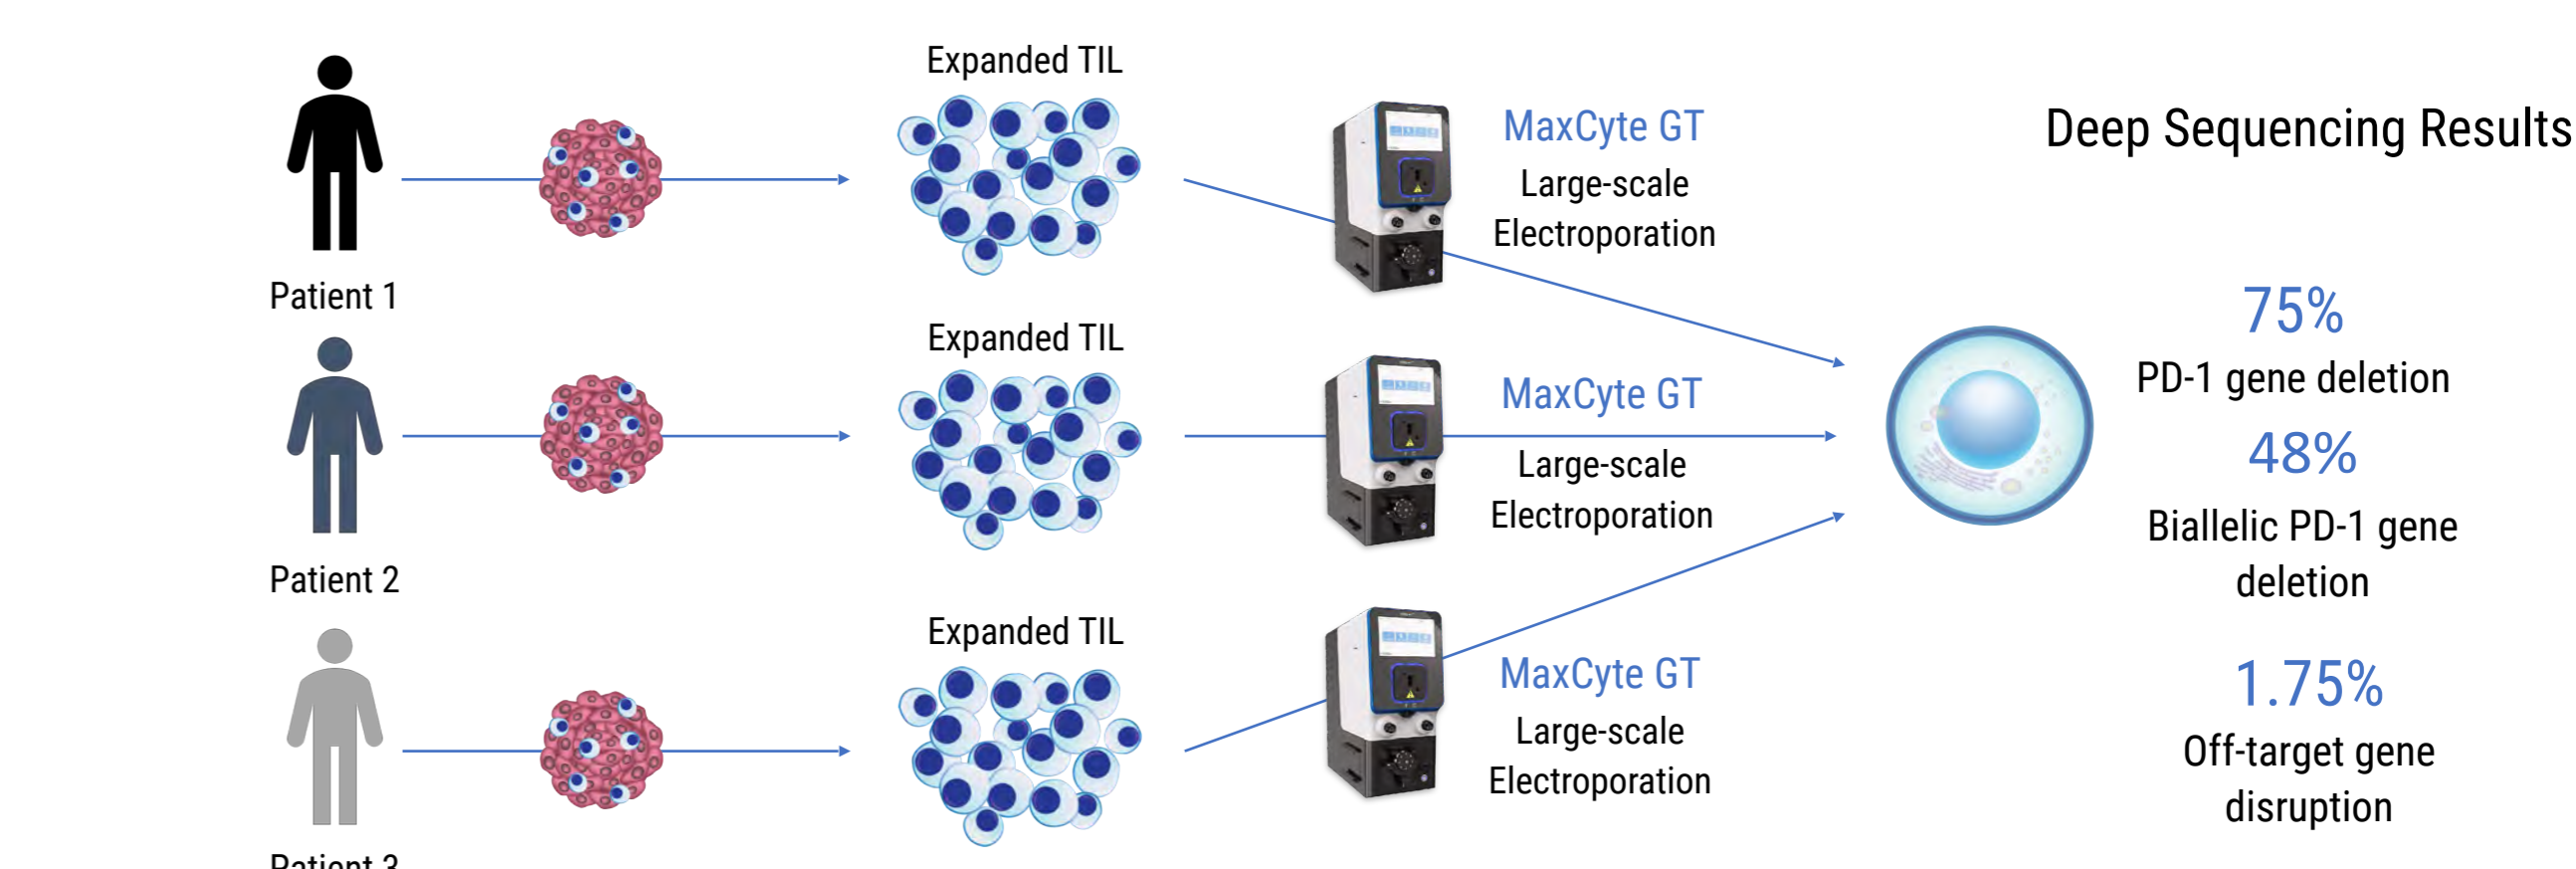 Expanded TIL
MaxCyte GT
Large-scale
Electroporation
Deep Sequencing Results
Patient 1
Expanded TIL
MaxCyte GT
Large-scale
Electroporation
75%
PD-1 gene deletion
48%
Biallelic PD-1 gene
deletion
Patient 2
Expanded TIL
MaxCyte GT
Large-scale
Electroporation
1.75%
Off-target gene
disruption
Patient 3